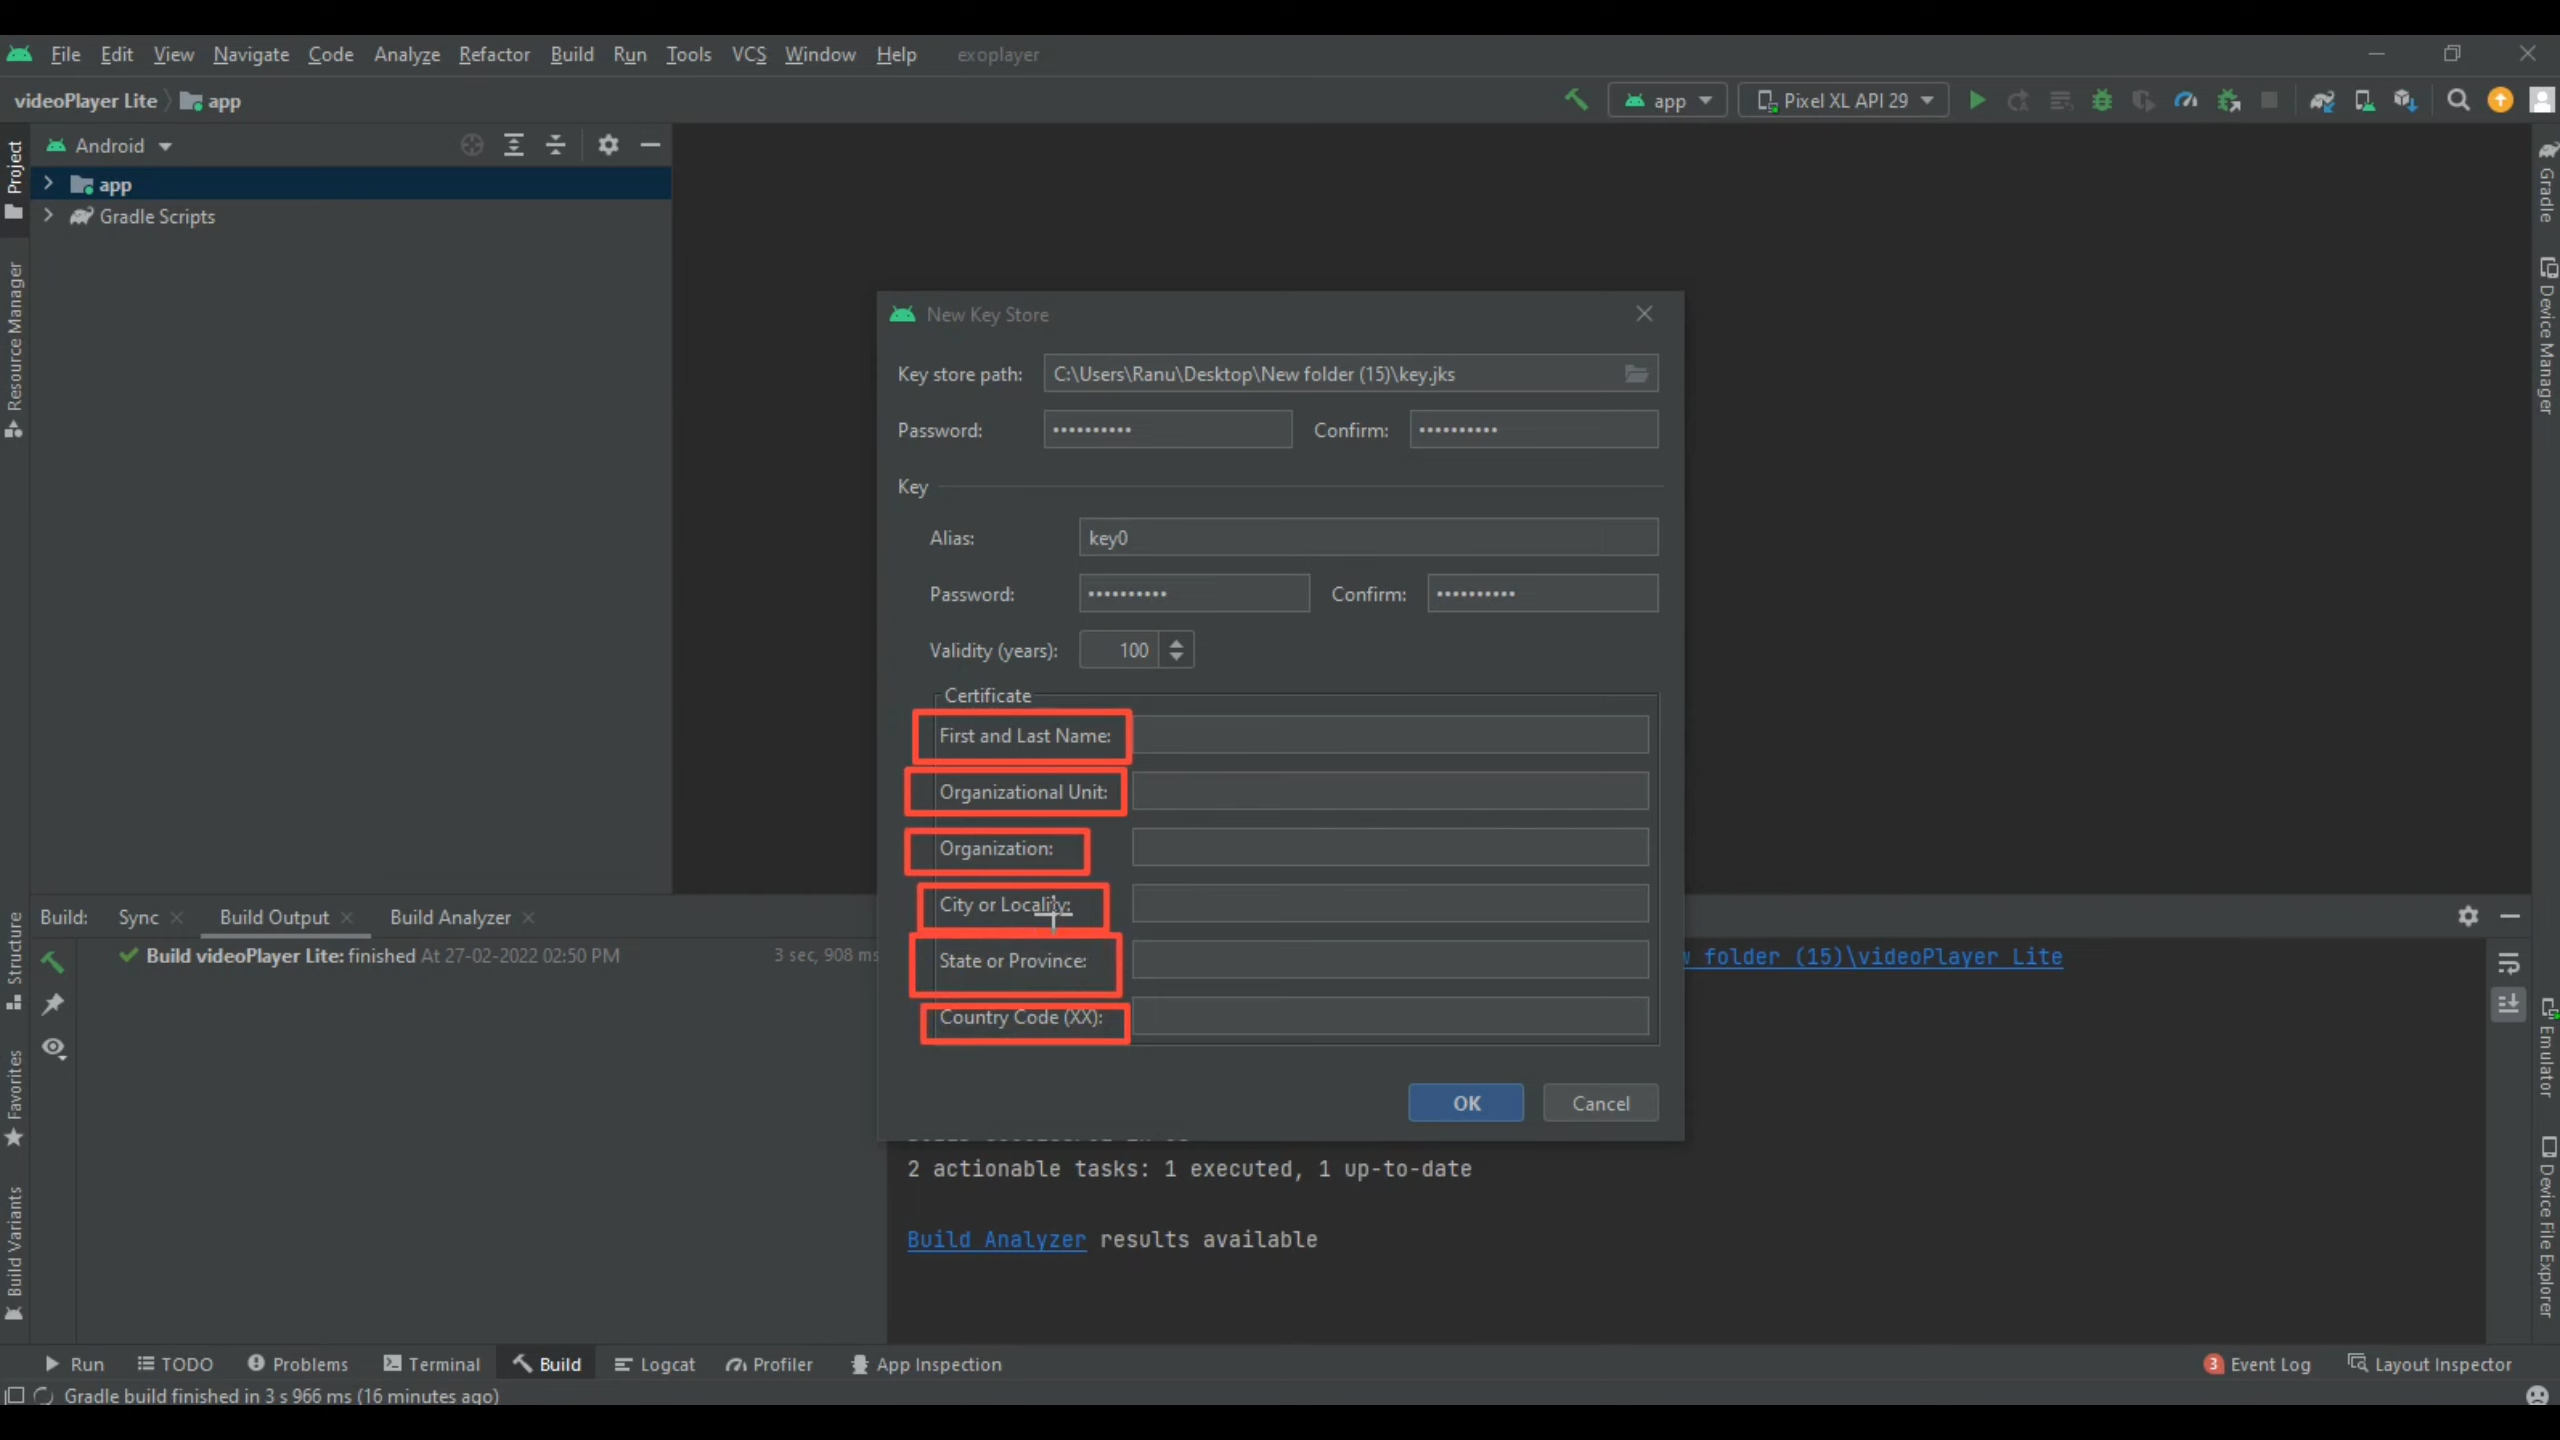 File Edit View Navigate Code Analyze Refactor Build Run Tools VCS Window Help exoplayer
videoPlayer Lite app
app Pixel XL API 29
Android
app
Gradle Scripts
Project
Resource Manager
Structure
Favorites
Build Variants
New Key Store
Key store path: C:\Users\Ranu\Desktop\New folder (15)\key.jks
Password: •••••••••• Confirm: ••••••••••
Key
Alias: key0
Password: •••••••••• Confirm: ••••••••••
Validity (years): 100
Certificate
First and Last Name:
Organizational Unit:
Organization:
City or Locality:
State or Province:
Country Code (XX):
OK Cancel
Gradle
Device Manager
Emulator
Device File Explorer
Build: Sync Build Output Build Analyzer
Build videoPlayer Lite: finished At 27-02-2022 02:50 PM 3 sec, 908 ms
folder (15)\videoPlayer Lite
2 actionable tasks: 1 executed, 1 up-to-date
Build Analyzer results available
Run TODO Problems Terminal Build Logcat Profiler App Inspection 3 Event Log Layout Inspector
Gradle build finished in 3 s 966 ms (16 minutes ago)